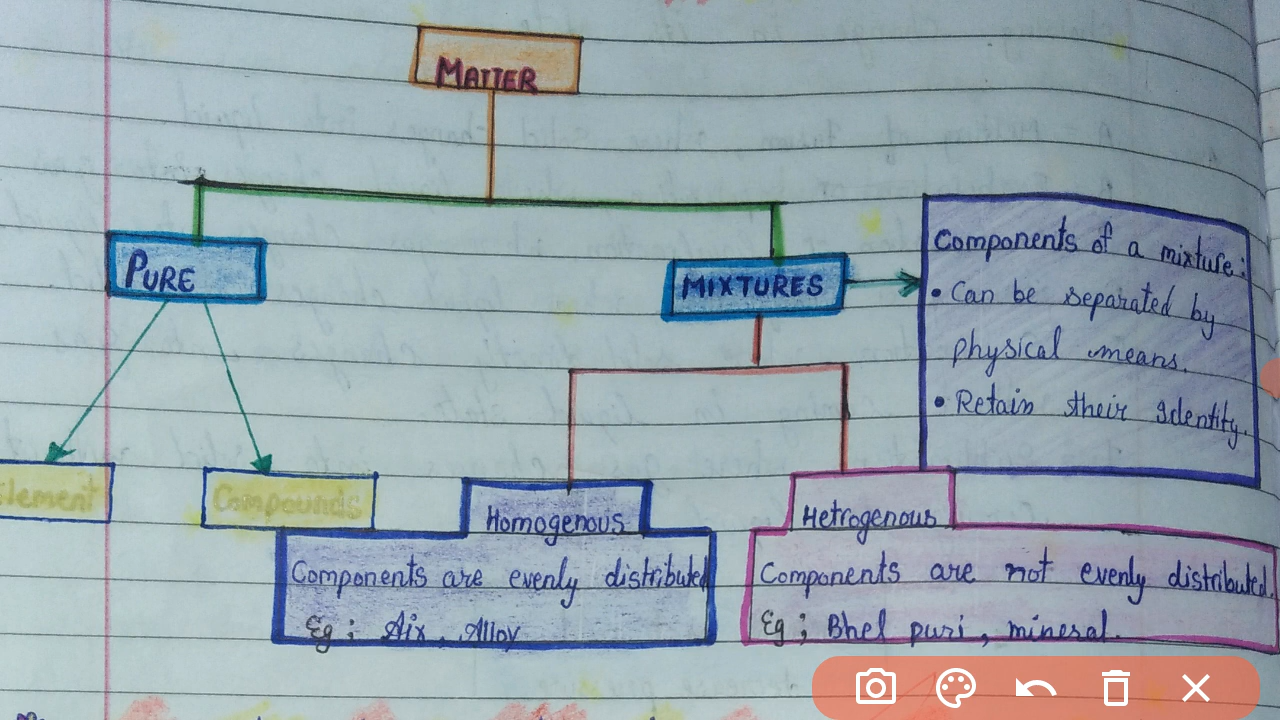 MATTER
PURE
MIXTURES
Components of a mixture:
• Can be separated by
physical means.
• Retain their identity.
Element
Compounds
Homogenous
Hetrogenous
Components are evenly distributed
Eg ; Air, Alloy
Components are not evenly distributed.
Eg ; Bhel puri, mineral.